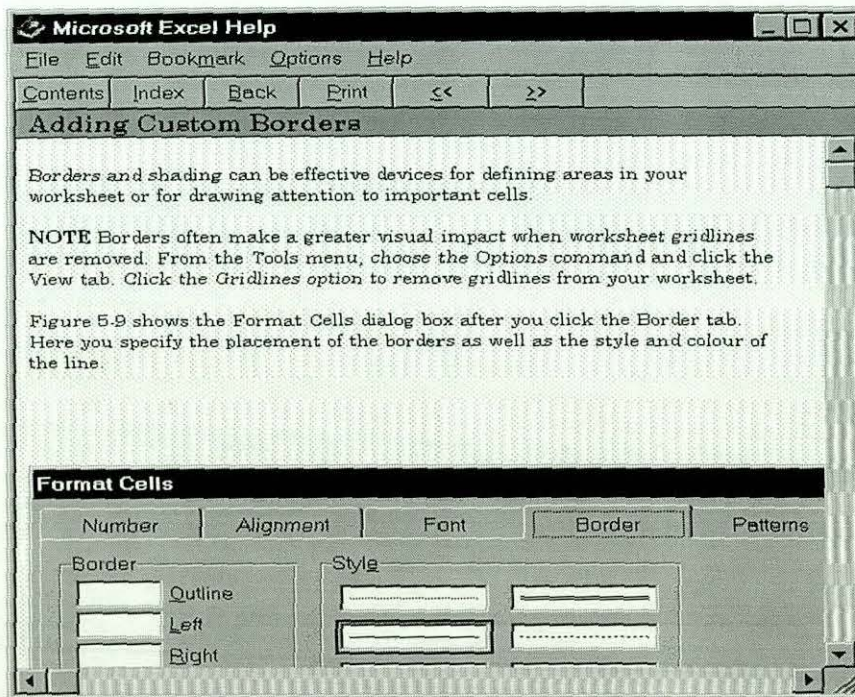 Microsoft Excel Help
File Edit Bookmark Options Help
Contents Index Back Print << >>
Adding Custom Borders
Borders and shading can be effective devices for defining areas in your
worksheet or for drawing attention to important cells.
NOTE Borders often make a greater visual impact when worksheet gridlines
are removed. From the Tools menu, choose the Options command and click the
View tab. Click the Gridlines option to remove gridlines from your worksheet.
Figure 5-9 shows the Format Cells dialog box after you click the Border tab.
Here you specify the placement of the borders as well as the style and colour of
the line.
Format Cells
Number Alignment Font Border Patterns
Border Style
Outline
Left
Right